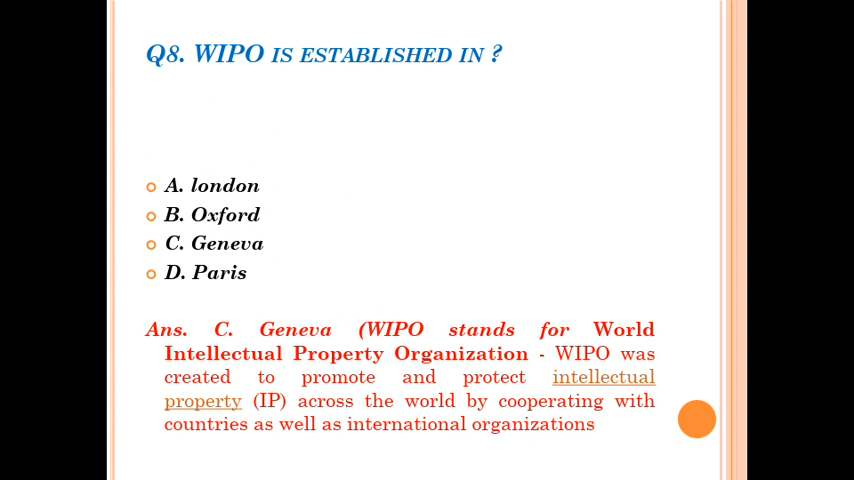 Q8. WIPO IS ESTABLISHED IN ?
A. london
B. Oxford
C. Geneva
D. Paris
Ans. C. Geneva (WIPO stands for World
Intellectual Property Organization - WIPO was
created to promote and protect intellectual
property (IP) across the world by cooperating with
countries as well as international organizations